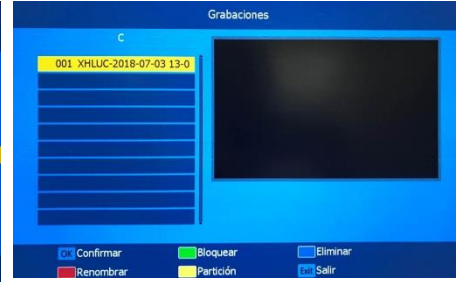 Grabaciones
C
001 XHLUC-2018-07-03 13-0
OK Confirmar Bloquear Eliminar
Renombrar Partición Exit Salir